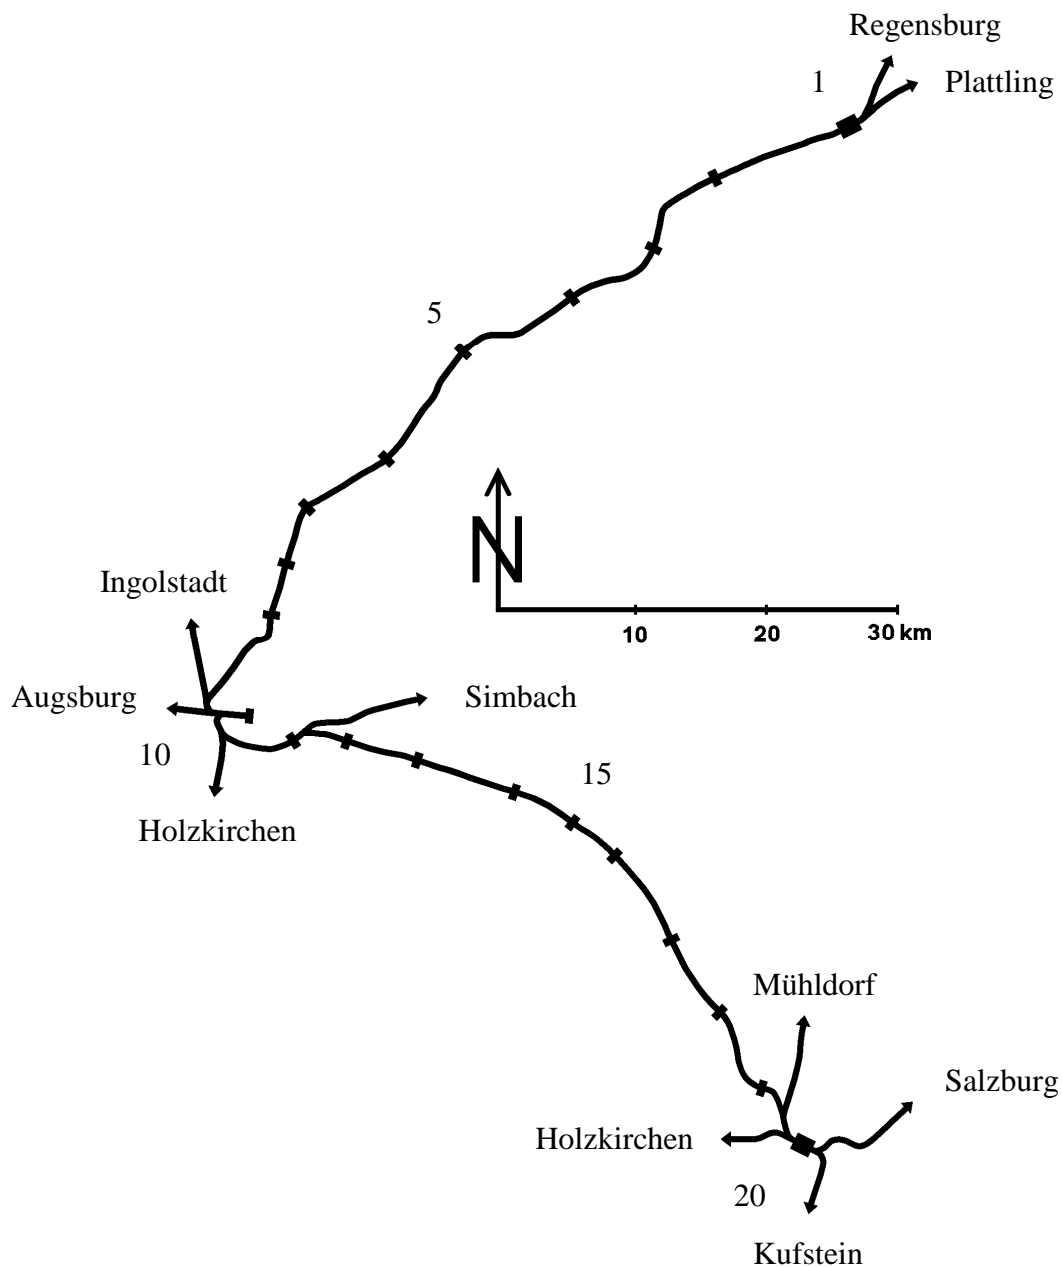 Regensburg
1
Plattling
5
N
Ingolstadt
10
20
30 km
Augsburg
Simbach
10
15
Holzkirchen
Mühldorf
Salzburg
Holzkirchen
20
Kufstein